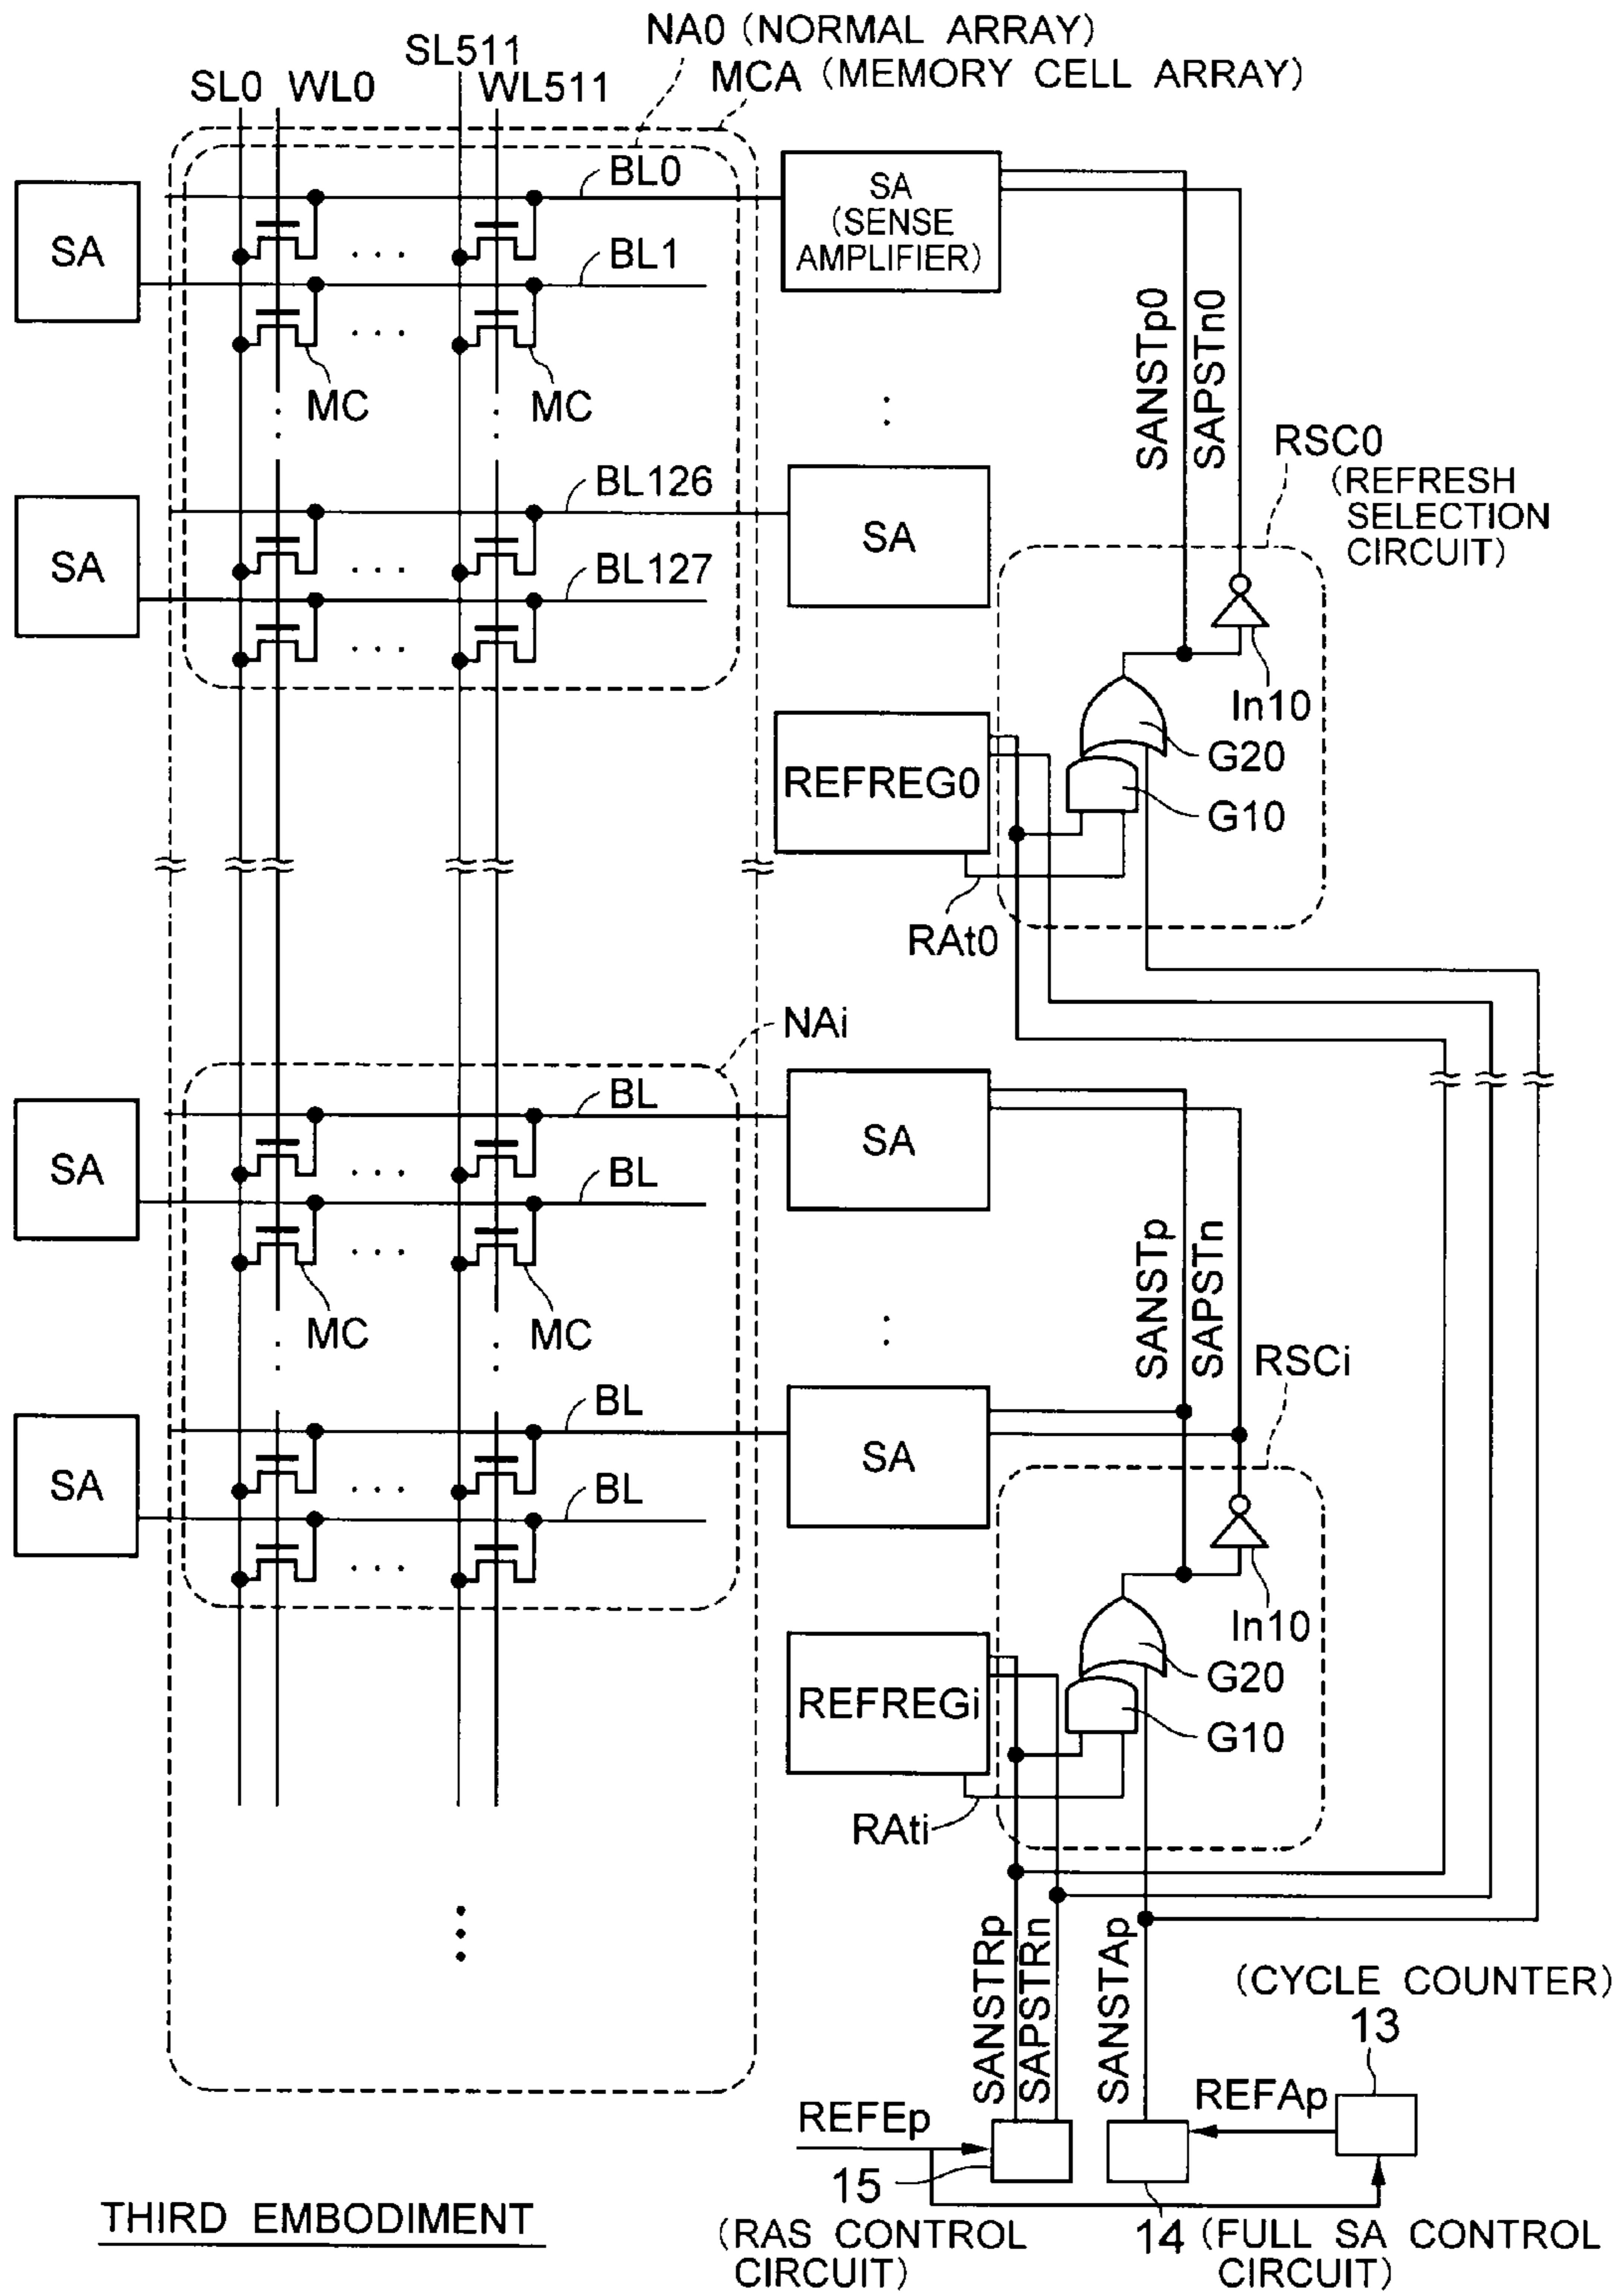 NA0 (NORMAL ARRAY)
SL511
MCA (MEMORY CELL ARRAY)
SL0 WL0
WL511
BL0
SA
SA
(SENSE
AMPLIFIER)
BL1
MC
MC
SANSTp0
SAPSTn0
RSC0
(REFRESH
SELECTION
CIRCUIT)
BL126
SA
SA
BL127
In10
G20
REFREG0
G10
RAt0
NAi
BL
SA
SA
BL
MC
MC
SANSTp
SAPSTn
RSCi
BL
SA
SA
BL
In10
G20
REFREGi
G10
RAti
SANSTRp
SAPSTRn
SANSTAp
(CYCLE COUNTER)
13
REFAp
REFEp
15
14
(RAS CONTROL
CIRCUIT)
(FULL SA CONTROL
CIRCUIT)
THIRD EMBODIMENT